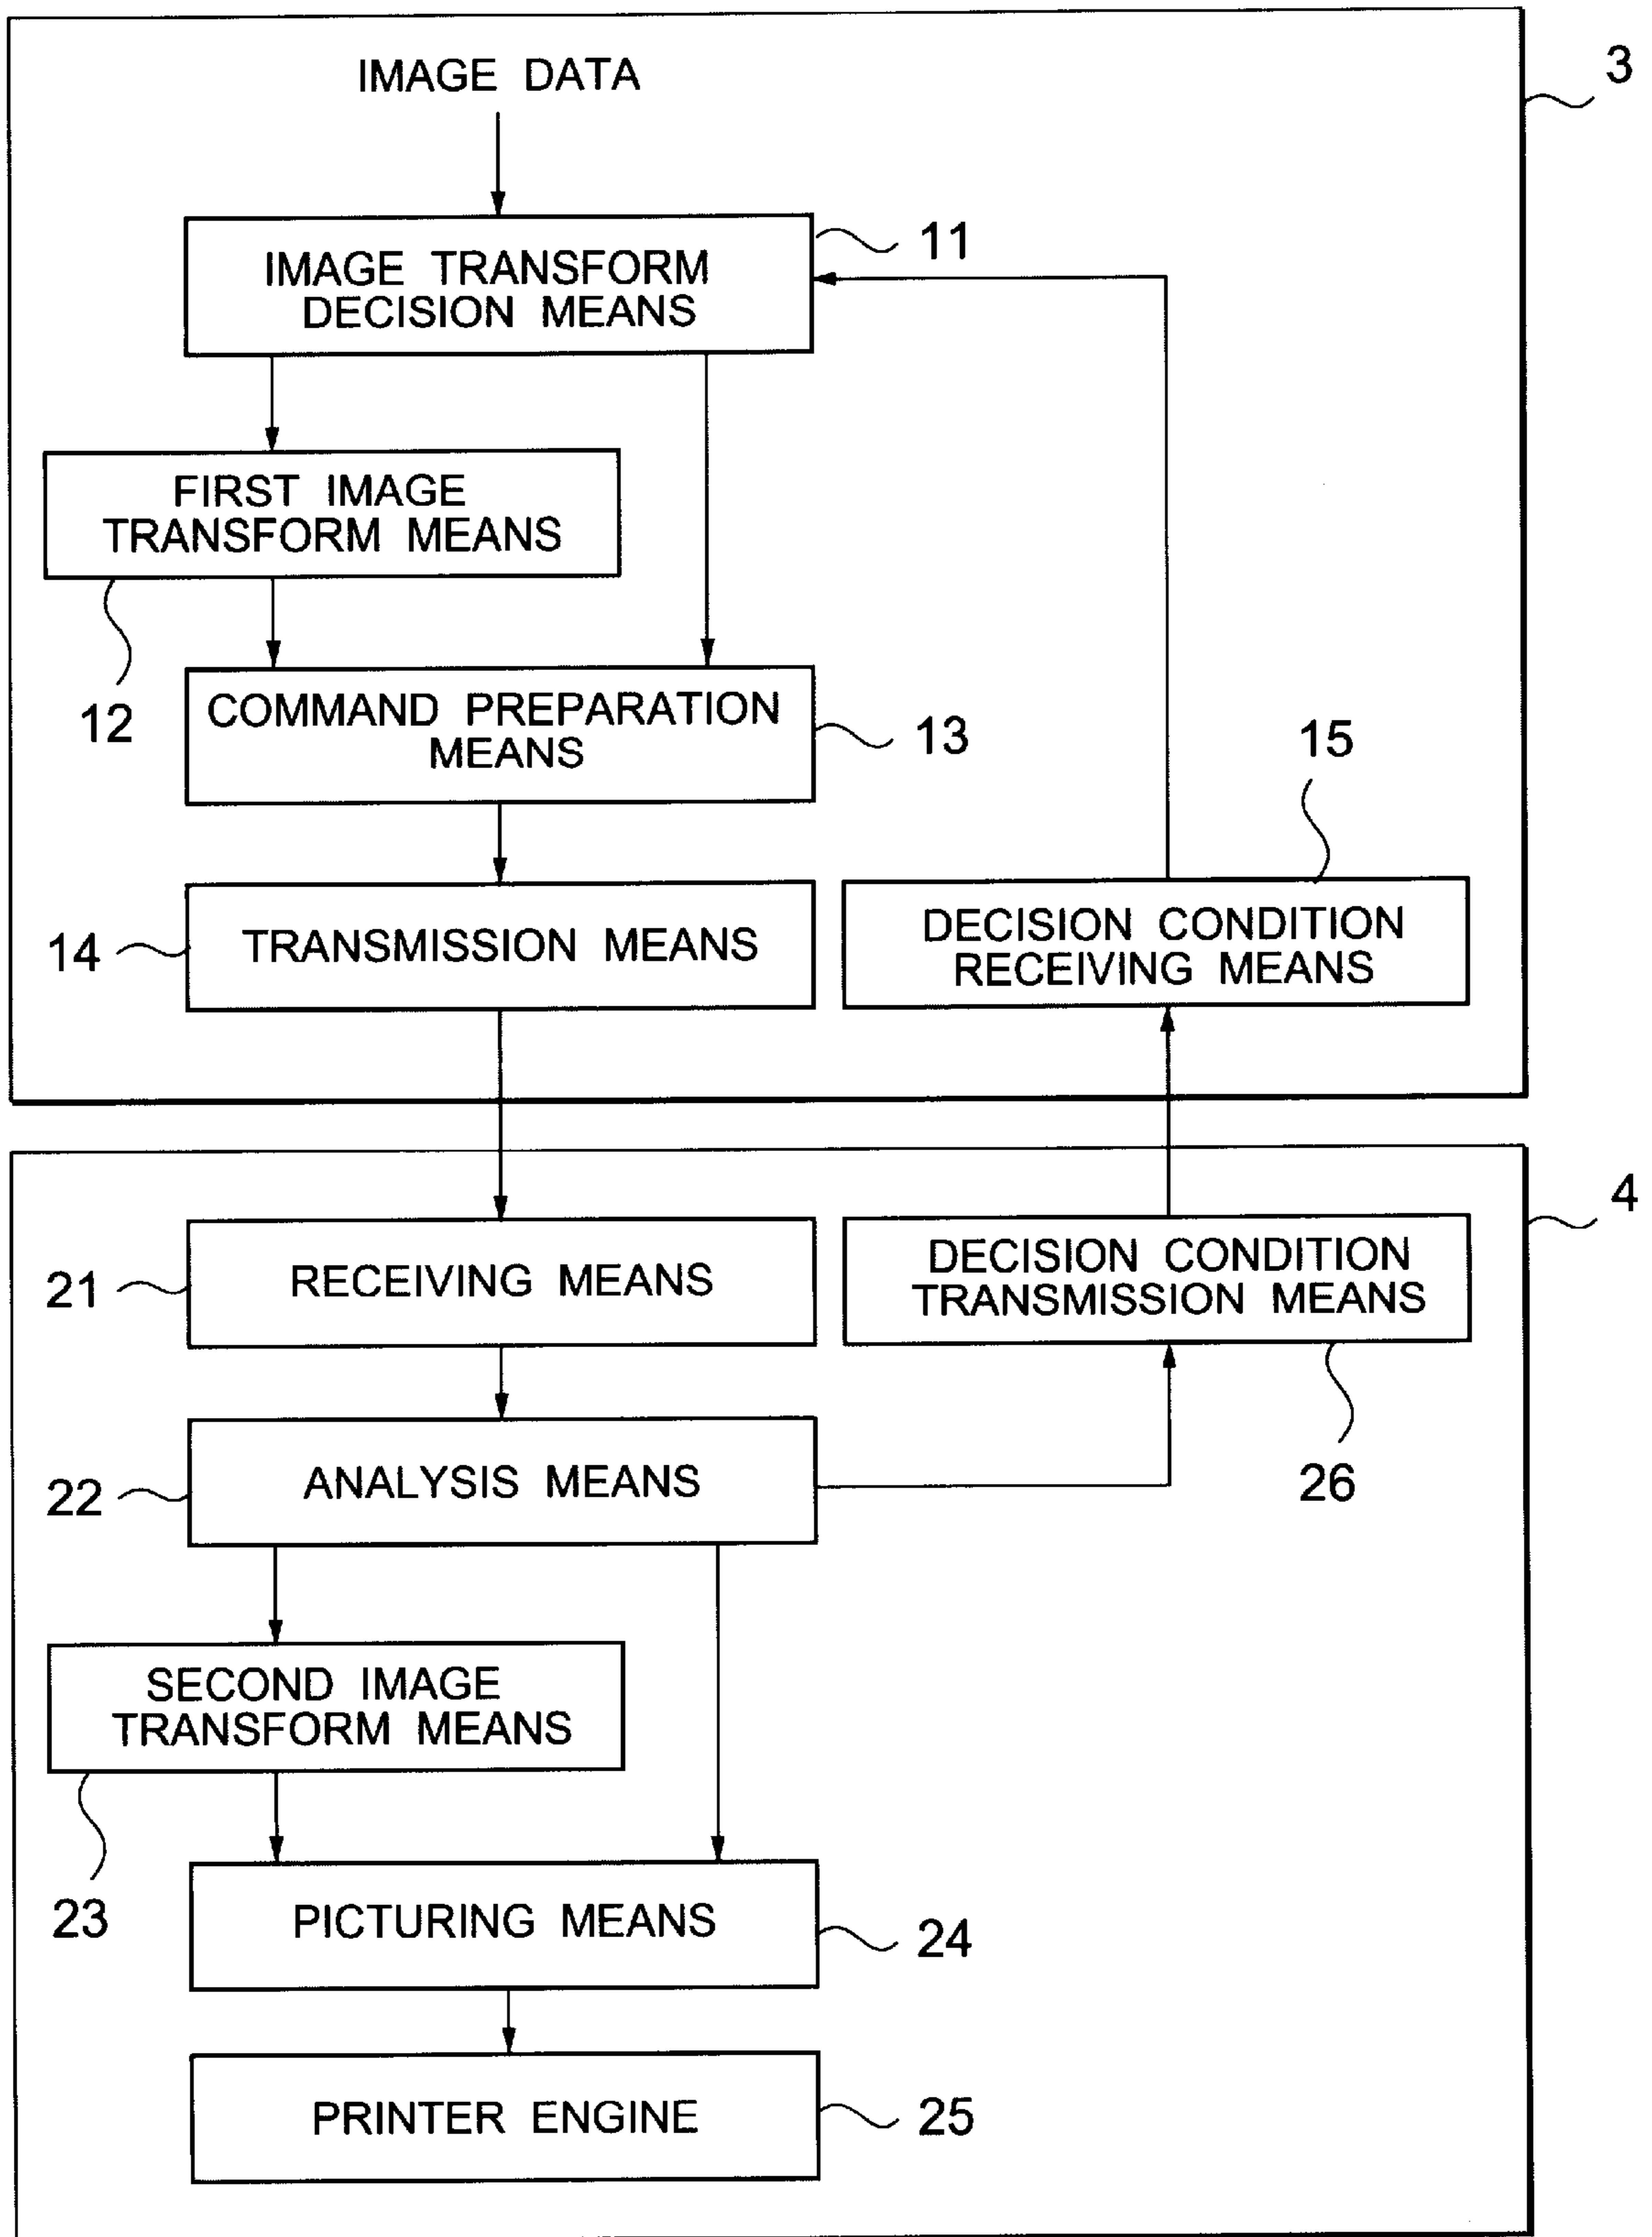 IMAGE DATA
3
11
IMAGE TRANSFORM
DECISION MEANS
FIRST IMAGE
TRANSFORM MEANS
12
COMMAND PREPARATION
MEANS
13
15
14
TRANSMISSION MEANS
DECISION CONDITION
RECEIVING MEANS
4
21
RECEIVING MEANS
DECISION CONDITION
TRANSMISSION MEANS
22
ANALYSIS MEANS
26
SECOND IMAGE
TRANSFORM MEANS
23
PICTURING MEANS
24
PRINTER ENGINE
25